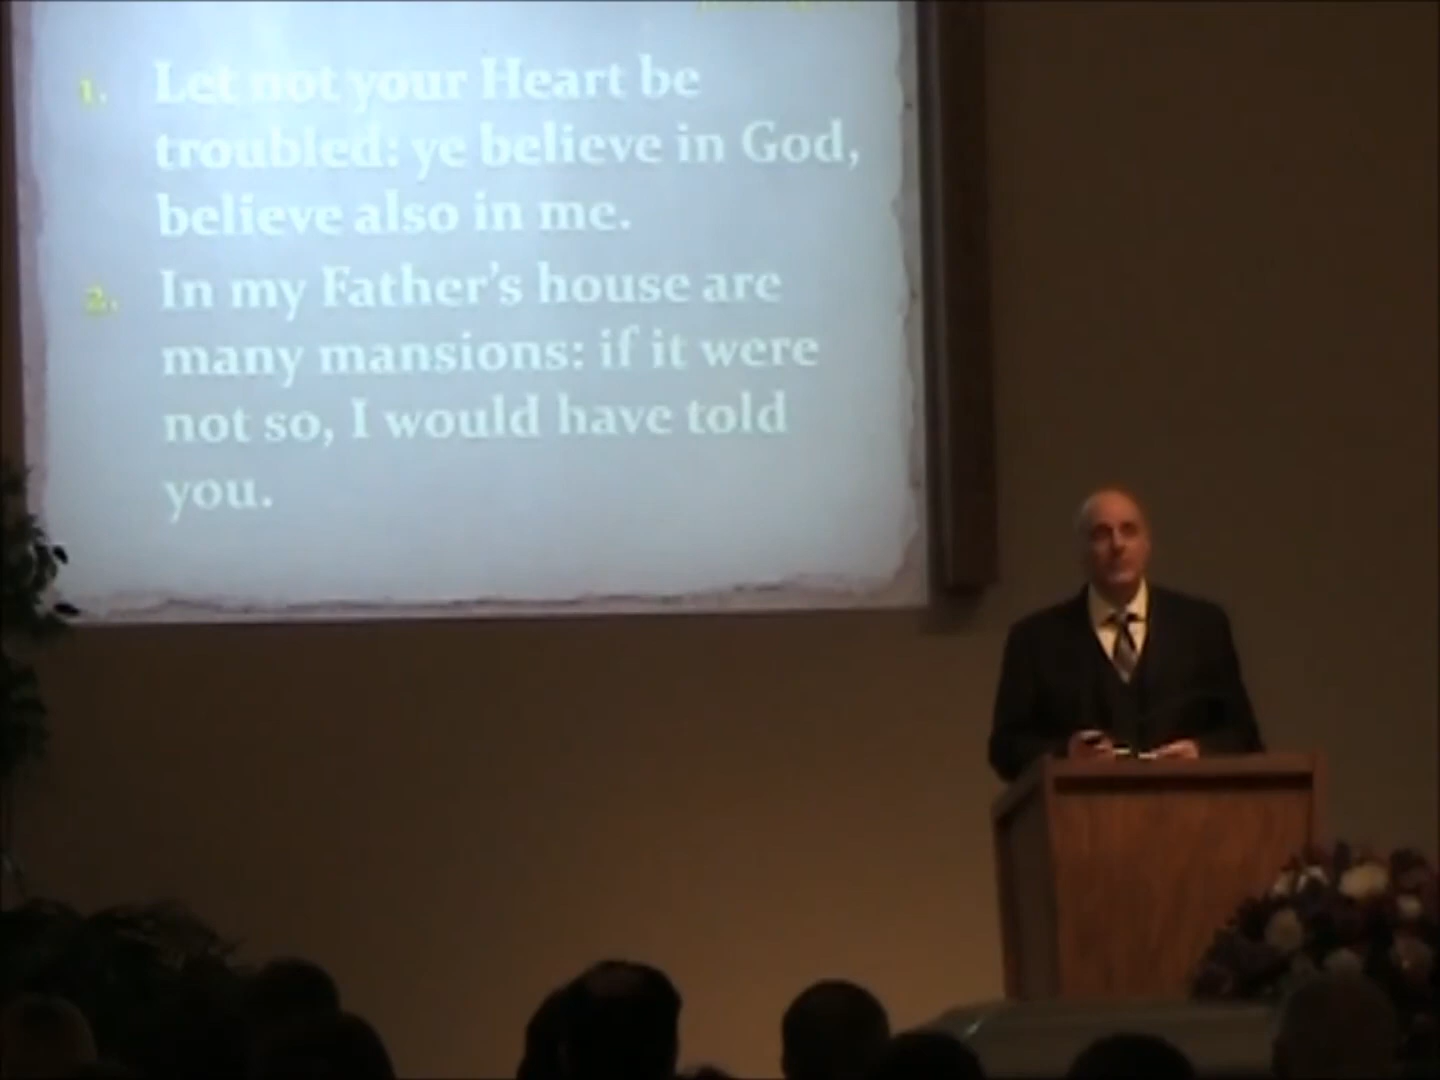 1. Let not your Heart be
troubled: ye believe in God,
believe also in me.
2. In my Father's house are
many mansions: if it were
not so, I would have told
you.